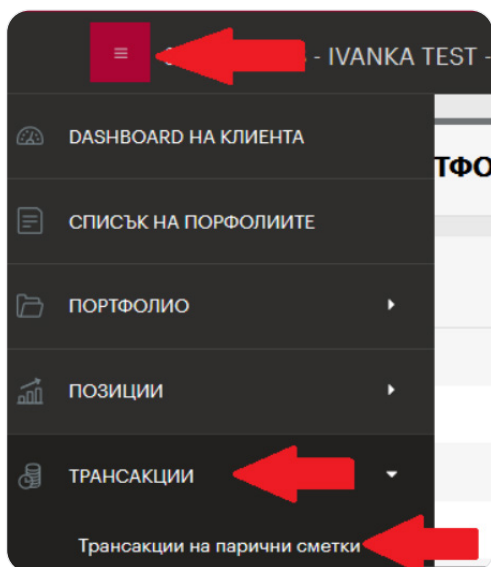 - IVANKA TEST -
DASHBOARD НА КЛИЕНТА
ТФО
СПИСЪК НА ПОРФОЛИИТЕ
ПОРТФОЛИО
ПОЗИЦИИ
ТРАНСАКЦИИ
Трансакции на парични сметки